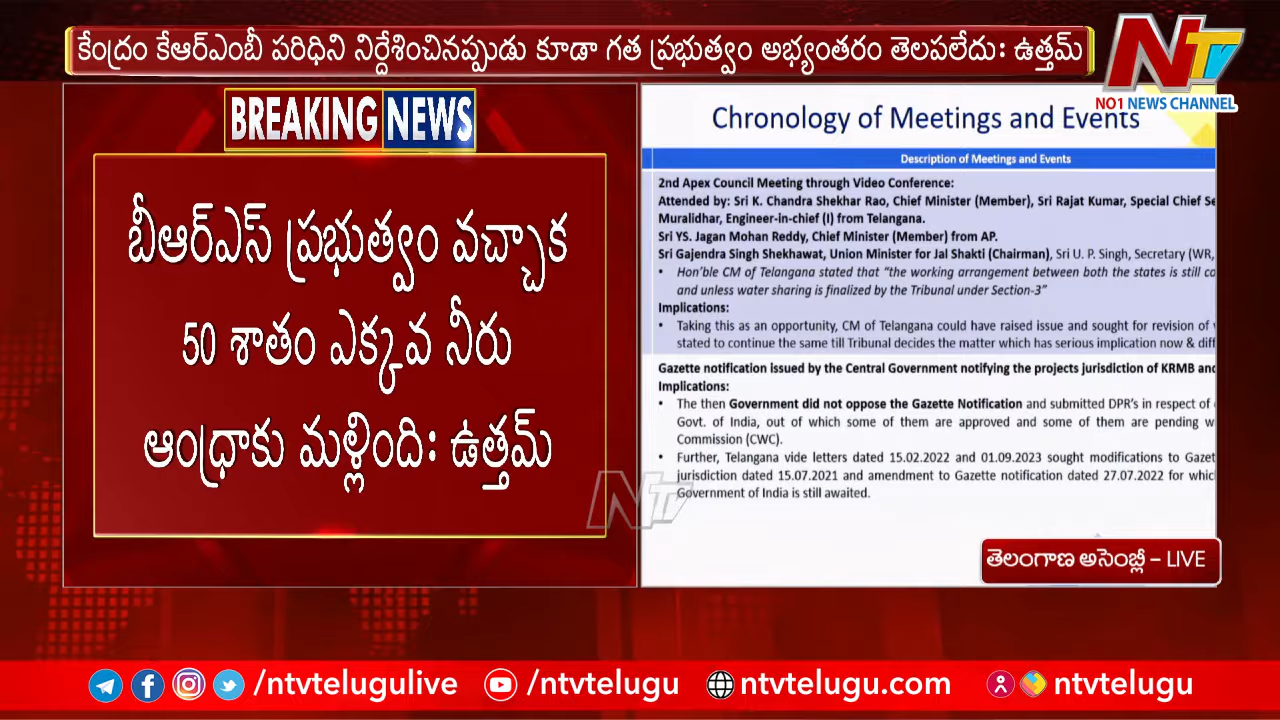 కేంద్రం కేఆర్ఎంబీ పరిధిని నిర్దేశించినప్పుడు కూడా గత ప్రభుత్వం అభ్యంతరం తెలపలేదు: ఉత్తమ్
NTV
NO1 NEWS CHANNEL
BREAKING NEWS
బీఆర్ఎస్ ప్రభుత్వం వచ్చాక
50 శాతం ఎక్కువ నీరు
ఆంధ్రాకు మళ్లింది: ఉత్తమ్
Chronology of Meetings and Events
Description of Meetings and Events
2nd Apex Council Meeting through Video Conference:
Attended by: Sri K. Chandra Shekhar Rao, Chief Minister (Member), Sri Rajat Kumar, Special Chief Se
Muralidhar, Engineer-in-chief (I) from Telangana.
Sri YS. Jagan Mohan Reddy, Chief Minister (Member) from AP.
Sri Gajendra Singh Shekhawat, Union Minister for Jal Shakti (Chairman), Sri U. P. Singh, Secretary (WR,
• Hon'ble CM of Telangana stated that "the working arrangement between both the states is still co
and unless water sharing is finalized by the Tribunal under Section-3"
Implications:
• Taking this as an opportunity, CM of Telangana could have raised issue and sought for revision of
stated to continue the same till Tribunal decides the matter which has serious implication now & diff
Gazette notification issued by the Central Government notifying the projects jurisdiction of KRMB and
Implications:
• The then Government did not oppose the Gazette Notification and submitted DPR's in respect of
Govt. of India, out of which some of them are approved and some of them are pending w
Commission (CWC).
• Further, Telangana vide letters dated 15.02.2022 and 01.09.2023 sought modifications to Gazet
jurisdiction dated 15.07.2021 and amendment to Gazette notification dated 27.07.2022 for whic
Government of India is still awaited.
NTV
తెలంగాణ అసెంబ్లీ – LIVE
/ntvtelugulive /ntvtelugu ntvtelugu.com ntvtelugu